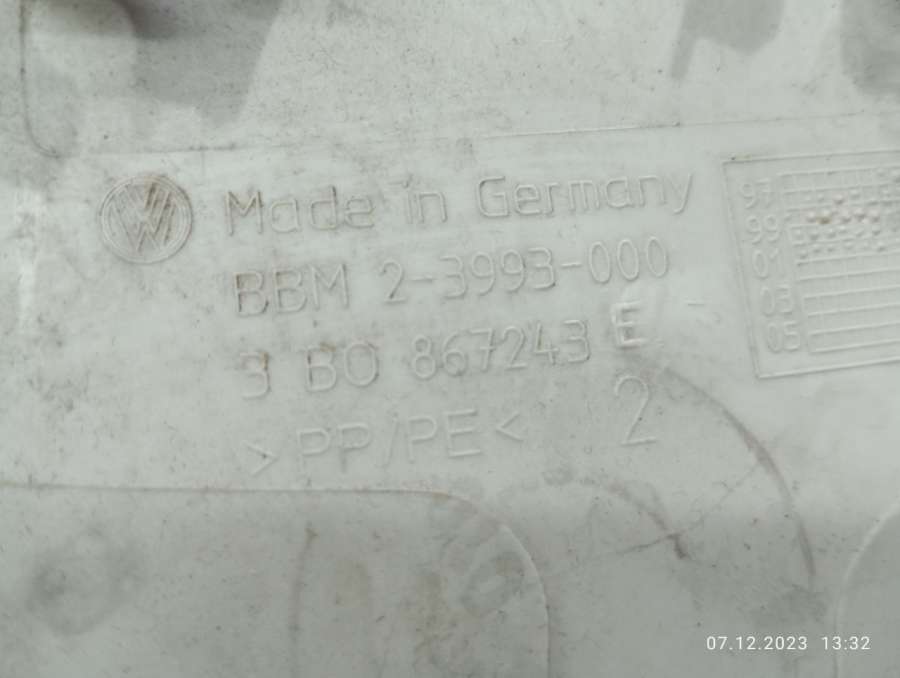 VW Made in Germany
BBM 2-3993-000
3 BO 867243 E
>PP/PE< 2
97
99
01
03
05
07.12.2023 13:32